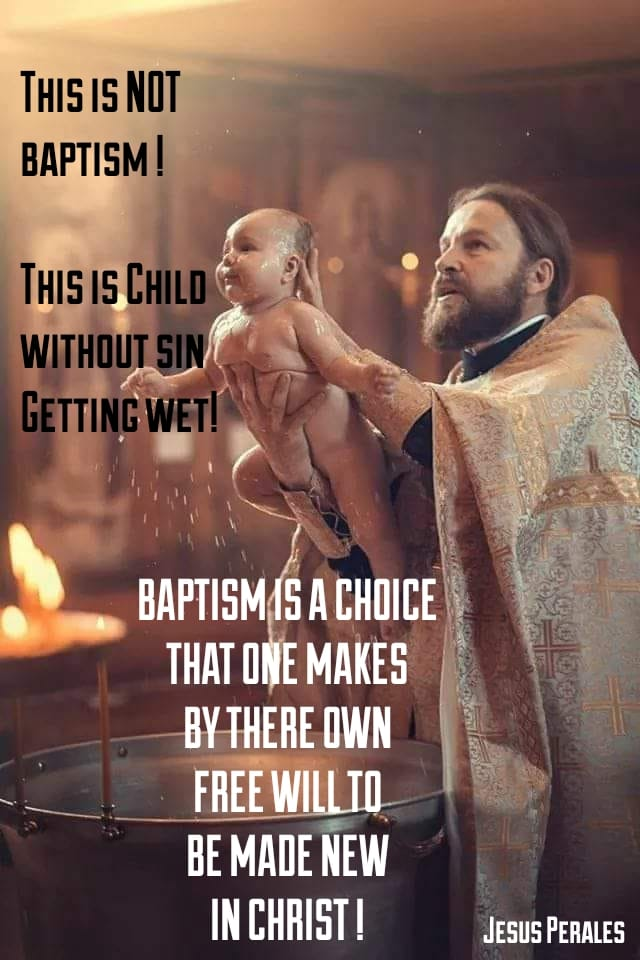 This is NOT
baptism!
This is Child
without sin
Getting wet!
BAPTISM IS A CHOICE
THAT ONE MAKES
BY THERE OWN
FREE WILL TO
BE MADE NEW
IN CHRIST!
Jesus Perales